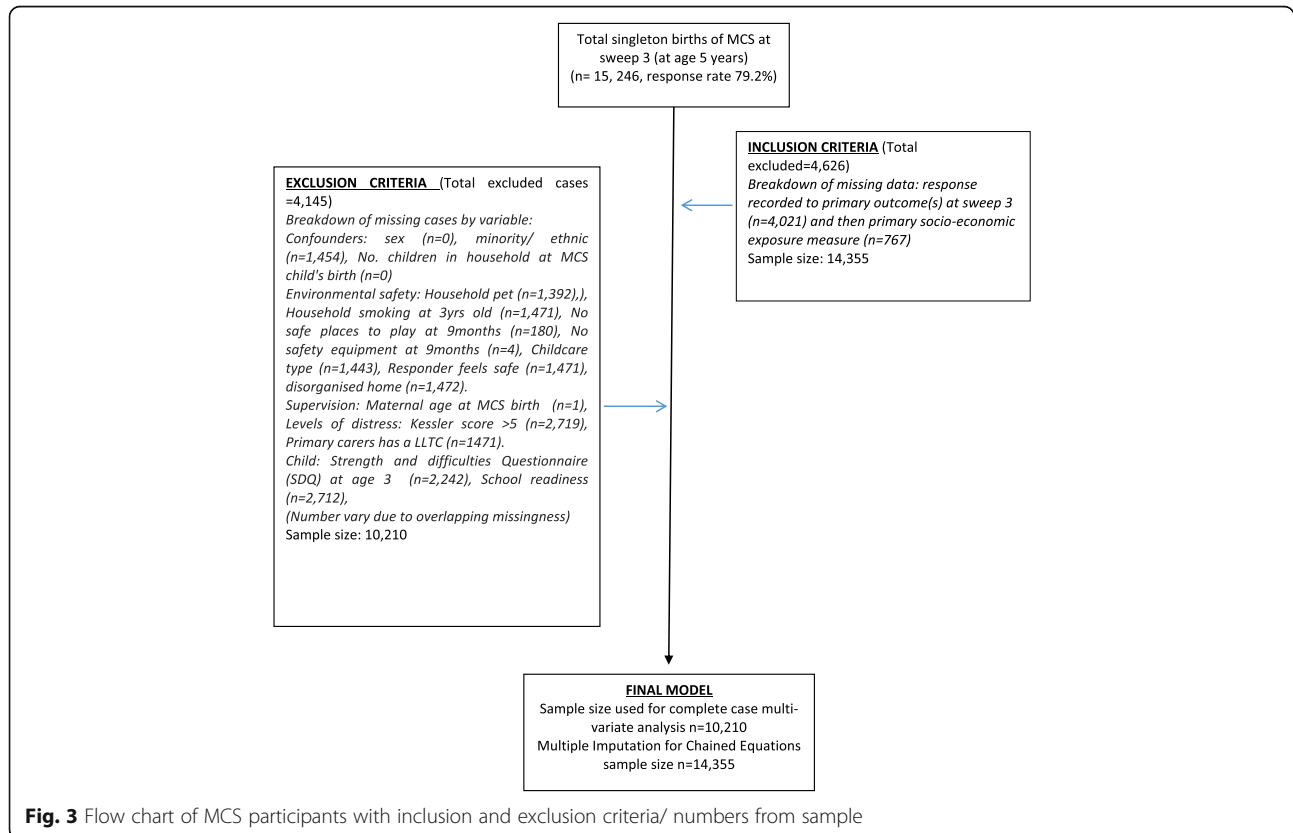 Total singleton births of MCS at
sweep 3 (at age 5 years)
(n= 15, 246, response rate 79.2%)
INCLUSION CRITERIA (Total
excluded=4,626)
Breakdown of missing data: response
recorded to primary outcome(s) at sweep 3
(n=4,021) and then primary socio-economic
exposure measure (n=767)
Sample size: 14,355
EXCLUSION CRITERIA (Total excluded cases
=4,145)
Breakdown of missing cases by variable:
Confounders: sex (n=0), minority/ ethnic
(n=1,454), No. children in household at MCS
child's birth (n=0)
Environmental safety: Household pet (n=1,392),),
Household smoking at 3yrs old (n=1,471), No
safe places to play at 9months (n=180), No
safety equipment at 9months (n=4), Childcare
type (n=1,443), Responder feels safe (n=1,471),
disorganised home (n=1,472).
Supervision: Maternal age at MCS birth (n=1),
Levels of distress: Kessler score >5 (n=2,719),
Primary carers has a LLTC (n=1471).
Child: Strength and difficulties Questionnaire
(SDQ) at age 3 (n=2,242), School readiness
(n=2,712),
(Number vary due to overlapping missingness)
Sample size: 10,210
FINAL MODEL
Sample size used for complete case multi-
variate analysis n=10,210
Multiple Imputation for Chained Equations
sample size n=14,355
Fig. 3 Flow chart of MCS participants with inclusion and exclusion criteria/ numbers from sample